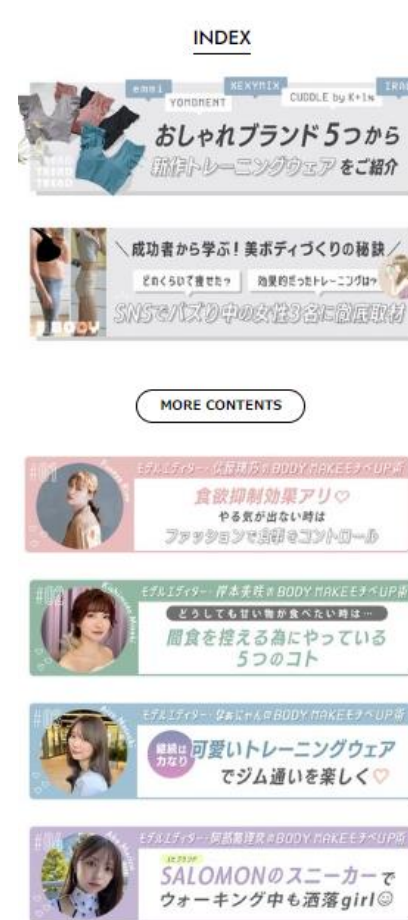 INDEX
emmi
YOMOMENT
KEXYMIX
CUDDLE by K+1%
おしゃれブランド5つから
新作トレーニングウェアをご紹介
TREND
TREND
＼成功者から学ぶ！美ボディづくりの秘訣／
どのくらいで痩せた？
効果的だったトレーニングは？
BODY
SNSでバズり中の女性3名に徹底取材
MORE CONTENTS
#01
モデルエディター・
のBODY MAKEモチベUP術
食欲抑制効果アリ♡
やる気が出ない時は
ファッションで食事をコントロール
#02
モデルエディター・岸本美咲のBODY MAKEモチベUP術
どうしても甘い物が食べたい時は…
間食を控える為にやっている
5つのコト
モデルエディター・なぁにゃんのBODY MAKEモチベUP術
継続は
力なり
可愛いトレーニングウェア
でジム通いを楽しく♡
#04
モデルエディター・阿部茉理奈のBODY MAKEモチベUP術
SALOMONのスニーカーで
ウォーキング中も洒落girl☺